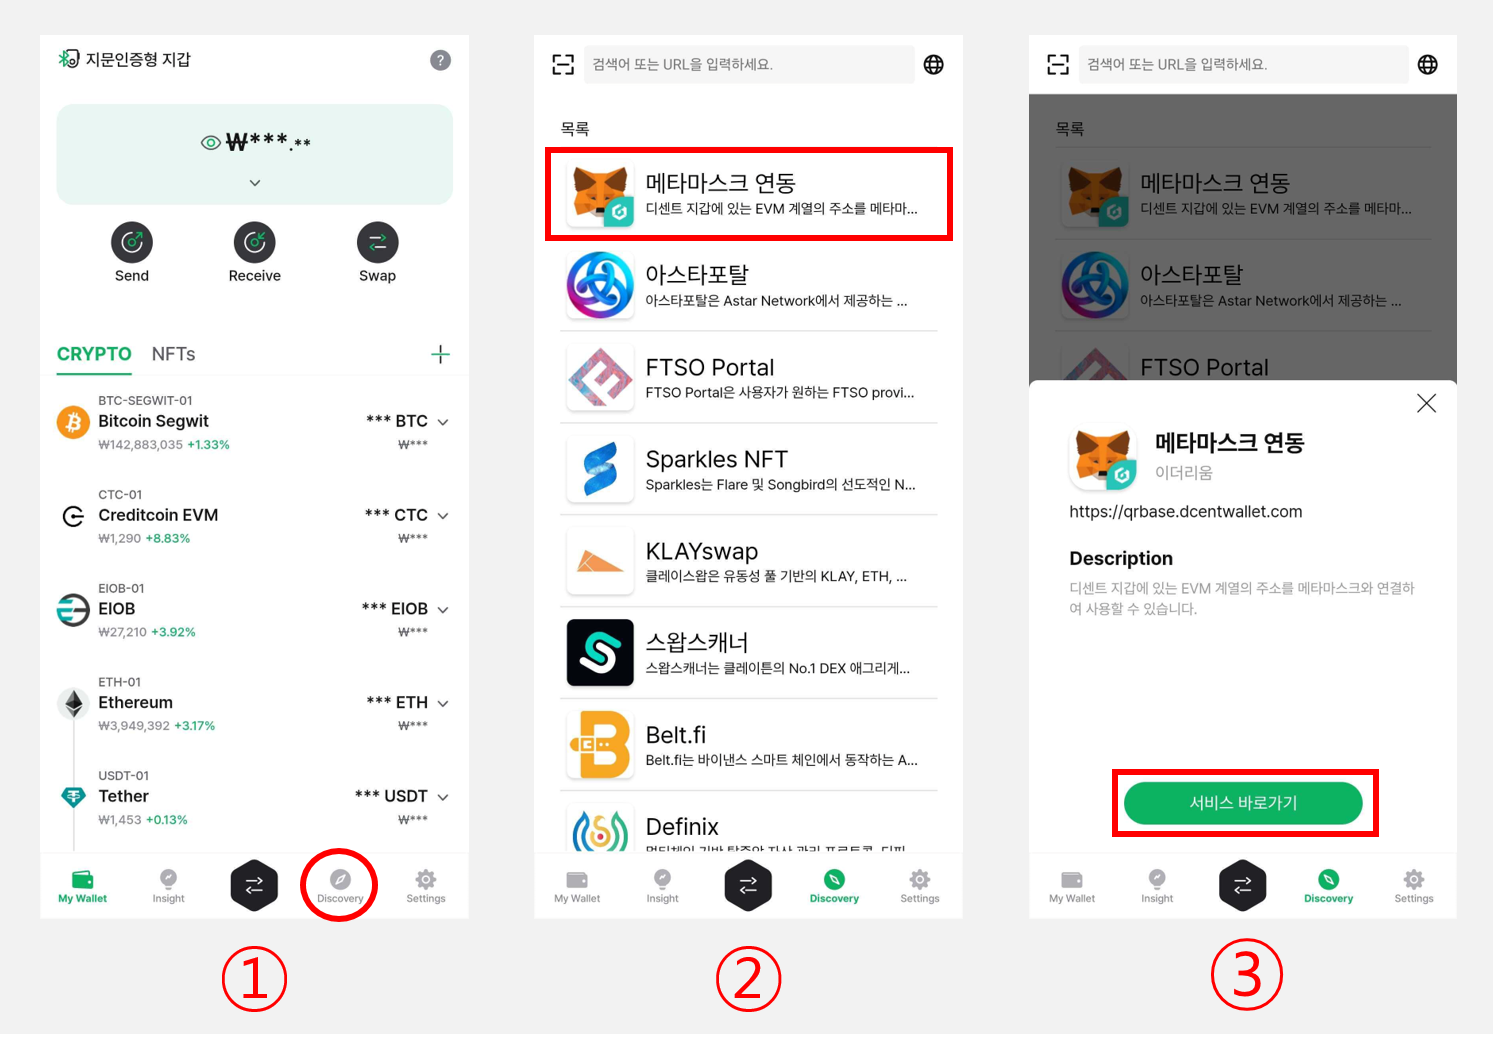 지문인증형 지갑
?
₩***.**
Send
Receive
Swap
CRYPTO
NFTs
BTC-SEGWIT-01
Bitcoin Segwit
*** BTC
₩142,883,035 +1.33%
₩***
CTC-01
Creditcoin EVM
*** CTC
₩1,290 +8.83%
₩***
EIOB-01
EIOB
*** EIOB
₩27,210 +3.92%
₩***
ETH-01
Ethereum
*** ETH
₩3,949,392 +3.17%
₩***
USDT-01
Tether
*** USDT
₩1,453 +0.13%
₩***
My Wallet
Insight
Discovery
Settings
①
검색어 또는 URL을 입력하세요.
목록
메타마스크 연동
디센트 지갑에 있는 EVM 계열의 주소를 메타마...
아스타포탈
아스타포탈은 Astar Network에서 제공하는 ...
FTSO Portal
FTSO Portal은 사용자가 원하는 FTSO provi...
Sparkles NFT
Sparkles는 Flare 및 Songbird의 선도적인 N...
KLAYswap
클레이스왑은 유동성 풀 기반의 KLAY, ETH, ...
스왑스캐너
스왑스캐너는 클레이튼의 No.1 DEX 애그리게...
Belt.fi
Belt.fi는 바이낸스 스마트 체인에서 동작하는 A...
Definix
My Wallet
Insight
Discovery
Settings
②
검색어 또는 URL을 입력하세요.
목록
메타마스크 연동
디센트 지갑에 있는 EVM 계열의 주소를 메타마...
아스타포탈
아스타포탈은 Astar Network에서 제공하는 ...
FTSO Portal
메타마스크 연동
이더리움
https://qrbase.dcentwallet.com
Description
디센트 지갑에 있는 EVM 계열의 주소를 메타마스크와 연결하
여 사용할 수 있습니다.
서비스 바로가기
My Wallet
Insight
Discovery
Settings
③